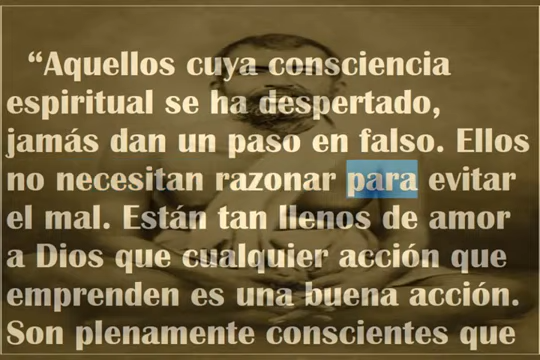 “Aquellos cuya consciencia
espiritual se ha despertado,
jamás dan un paso en falso. Ellos
no necesitan razonar para evitar
el mal. Están tan llenos de amor
a Dios que cualquier acción que
emprenden es una buena acción.
Son plenamente conscientes que